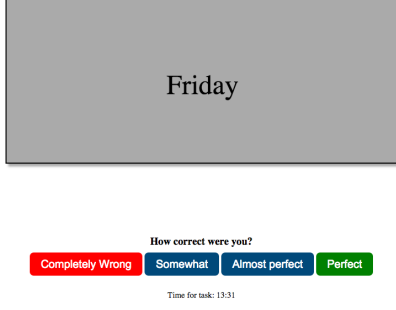 Friday
How correct were you?
Completely Wrong Somewhat Almost perfect Perfect
Time for task: 13:31